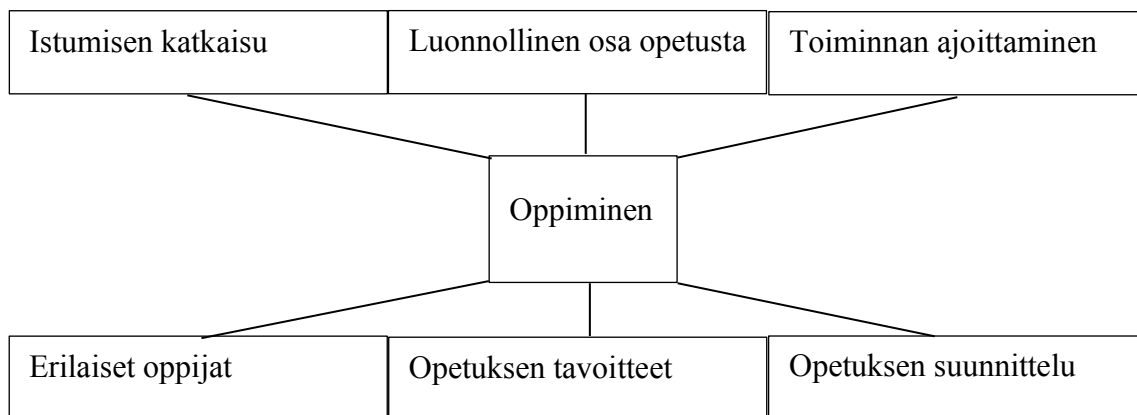 Istumisen katkaisu
Luonnollinen osa opetusta
Toiminnan ajoittaminen
Oppiminen
Erilaiset oppijat
Opetuksen tavoitteet
Opetuksen suunnittelu